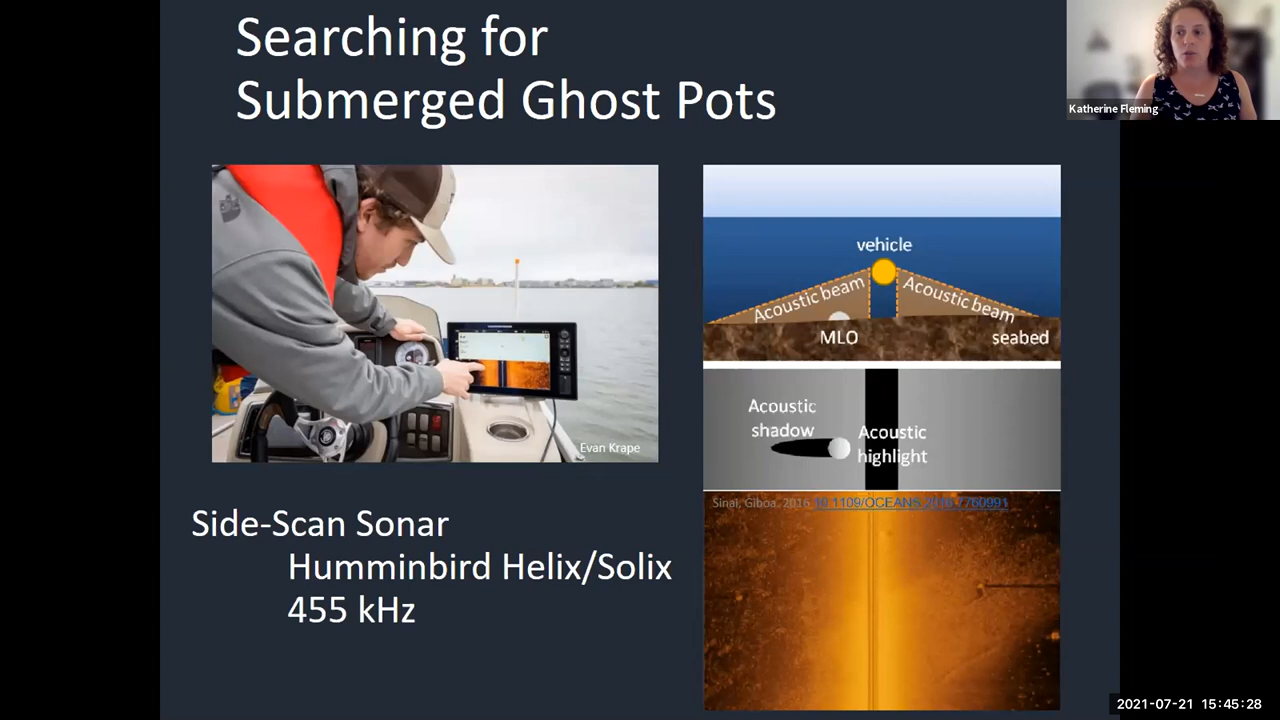 Searching for
Submerged Ghost Pots
Katherine Fleming
vehicle
Acoustic beam
Acoustic beam
MLO
seabed
Evan Krape
Acoustic
shadow
Acoustic
highlight
Sinai, Giboa, 2016 10.1109/OCEANS.2016.7760991
Side-Scan Sonar
Humminbird Helix/Solix
455 kHz
2021-07-21 15:45:28